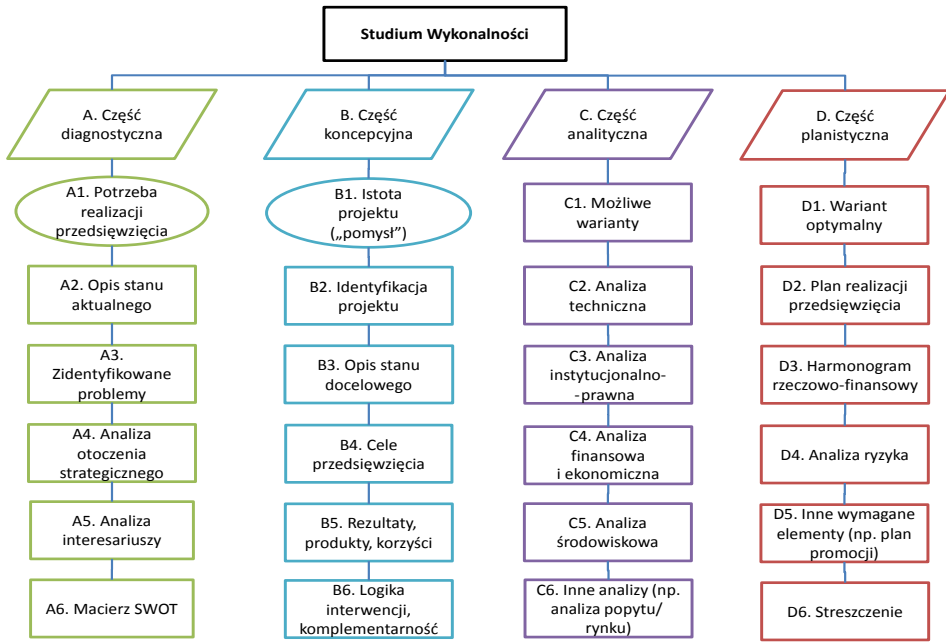 Studium Wykonalności
A. Część
diagnostyczna
A1. Potrzeba
realizacji
przedsięwzięcia
A2. Opis stanu
aktualnego
A3.
Zidentyfikowane
problemy
A4. Analiza
otoczenia
strategicznego
A5. Analiza
interesariuszy
A6. Macierz SWOT
B. Część
koncepcyjna
B1. Istota
projektu
(„pomysł”)
B2. Identyfikacja
projektu
B3. Opis stanu
docelowego
B4. Cele
przedsięwzięcia
B5. Rezultaty,
produkty, korzyści
B6. Logika
interwencji,
komplementarność
C. Część
analityczna
C1. Możliwe
warianty
C2. Analiza
techniczna
C3. Analiza
instytucjonalno-
-prawna
C4. Analiza
finansowa
i ekonomiczna
C5. Analiza
środowiskowa
C6. Inne analizy (np.
analiza popytu/
rynku)
D. Część
planistyczna
D1. Wariant
optymalny
D2. Plan realizacji
przedsięwzięcia
D3. Harmonogram
rzeczowo-finansowy
D4. Analiza ryzyka
D5. Inne wymagane
elementy (np. plan
promocji)
D6. Streszczenie